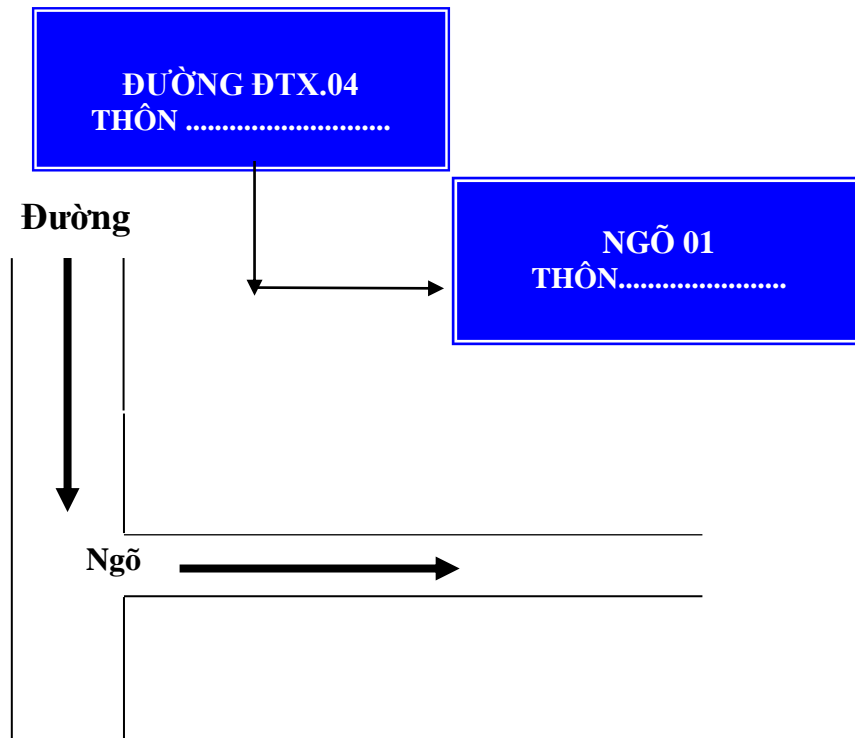 ĐƯỜNG ĐTX.04
THÔN ............................
Đường
NGÕ 01
THÔN.......................
Ngõ